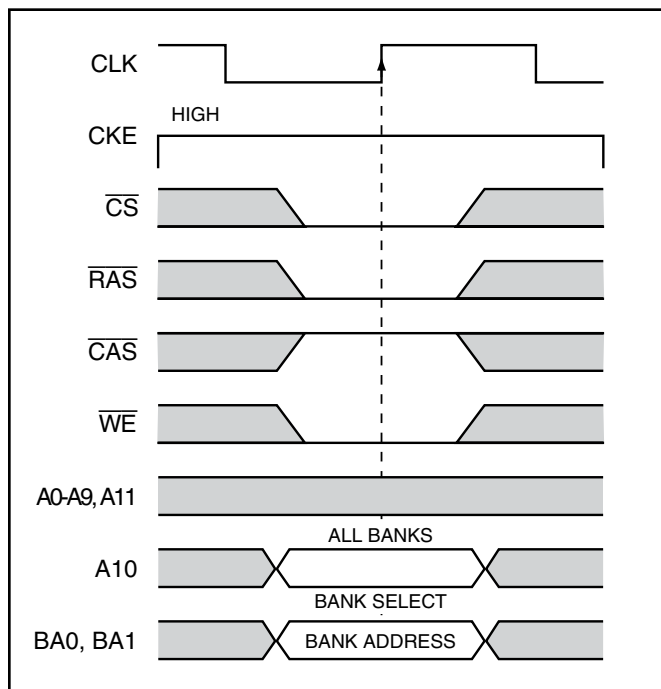 CLK
HIGH
CKE
CS
RAS
CAS
WE
A0-A9, A11
ALL BANKS
A10
BANK SELECT
BA0, BA1
BANK ADDRESS